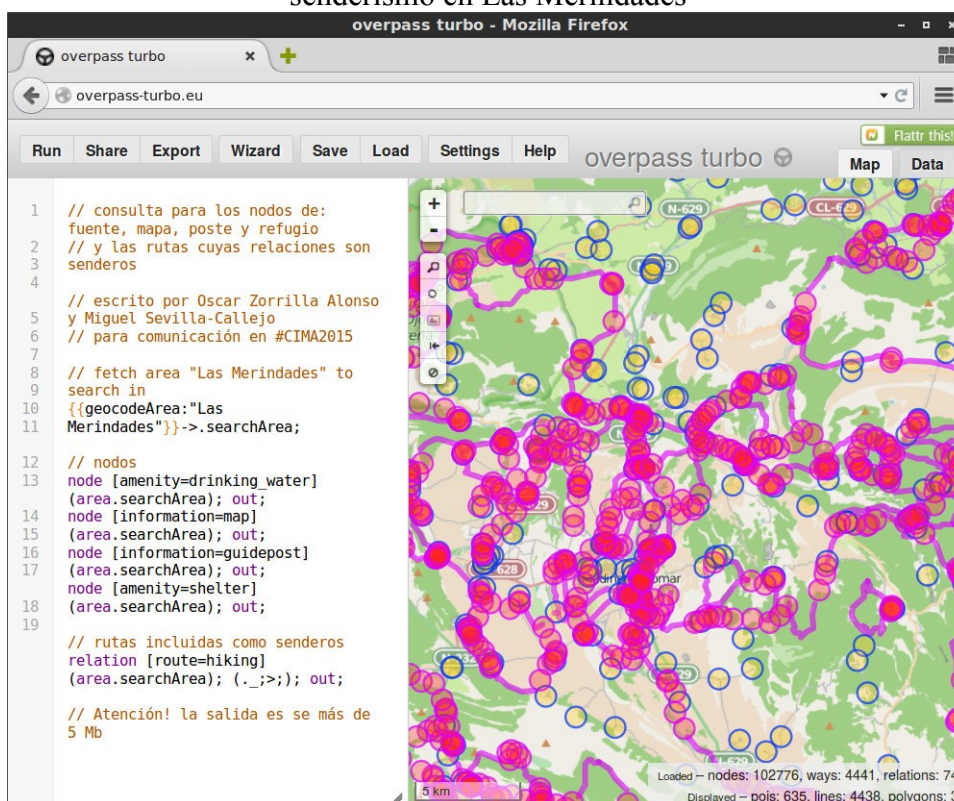 senderismo en Las Merindades
overpass turbo - Mozilla Firefox
overpass turbo
overpass-turbo.eu
Flattr this!
Run Share Export Wizard Save Load Settings Help
overpass turbo
Map Data
1 // consulta para los nodos de:
fuente, mapa, poste y refugio
2 // y las rutas cuyas relaciones son
3 senderos
4
// escrito por Oscar Zorrilla Alonso
5 y Miguel Sevilla-Callejo
6 // para comunicación en #CIMA2015
7
8 // fetch area "Las Merindades" to
9 search in
10 {{geocodeArea:"Las
11 Merindades"}}->.searchArea;
12 // nodos
13 node [amenity=drinking_water]
(area.searchArea); out;
14 node [information=map]
15 (area.searchArea); out;
16 node [information=guidepost]
17 (area.searchArea); out;
node [amenity=shelter]
18 (area.searchArea); out;
19
// rutas incluidas como senderos
relation [route=hiking]
(area.searchArea); (._;>;); out;
// Atención! la salida es se más de
5 Mb
N-629
CL-629
5 km
Loaded – nodes: 102776, ways: 4441, relations: 74
Displayed – pois: 635, lines: 4438, polygons: 3